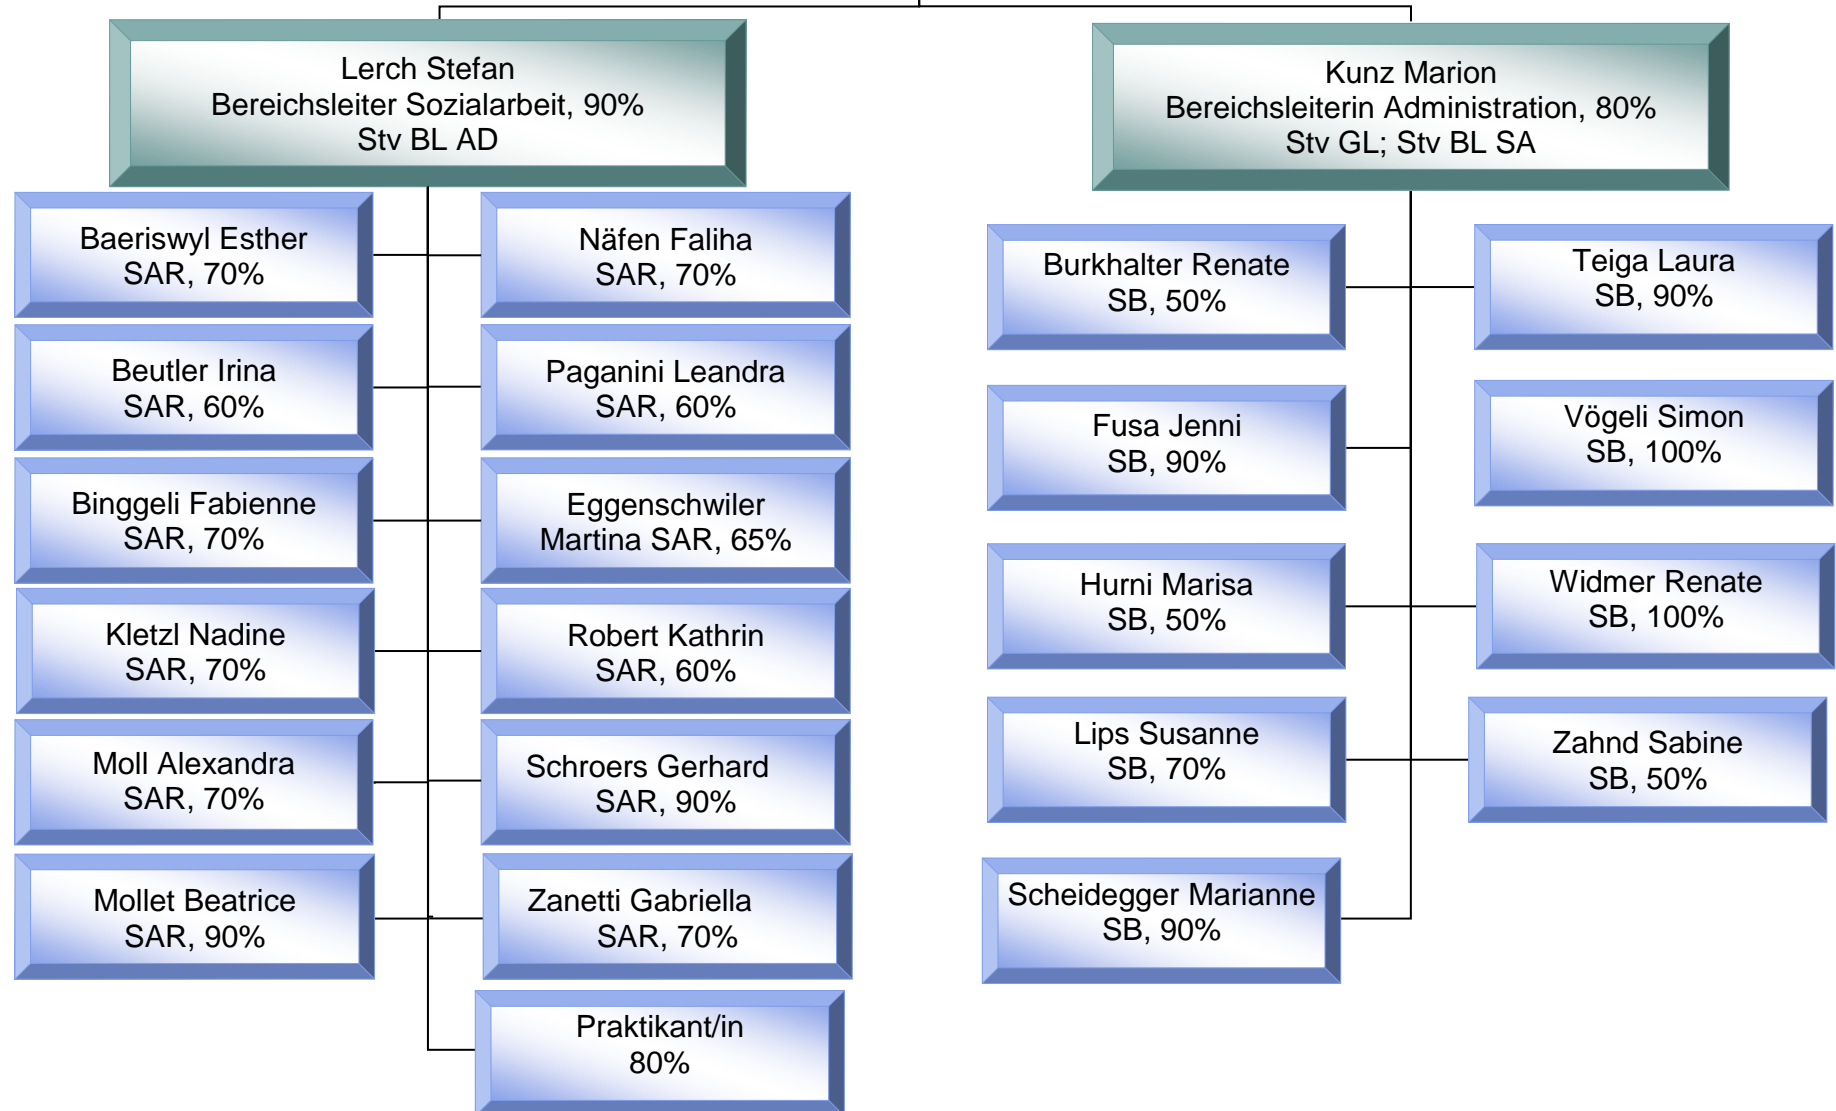 Lerch Stefan
Bereichsleiter Sozialarbeit, 90%
Stv BL AD
Kunz Marion
Bereichsleiterin Administration, 80%
Stv GL; Stv BL SA
Baeriswyl Esther
SAR, 70%
Näfen Faliha
SAR, 70%
Beutler Irina
SAR, 60%
Paganini Leandra
SAR, 60%
Binggeli Fabienne
SAR, 70%
Eggenschwiler
Martina SAR, 65%
Kletzl Nadine
SAR, 70%
Robert Kathrin
SAR, 60%
Moll Alexandra
SAR, 70%
Schroers Gerhard
SAR, 90%
Mollet Beatrice
SAR, 90%
Zanetti Gabriella
SAR, 70%
Praktikant/in
80%
Burkhalter Renate
SB, 50%
Teiga Laura
SB, 90%
Fusa Jenni
SB, 90%
Vögeli Simon
SB, 100%
Hurni Marisa
SB, 50%
Widmer Renate
SB, 100%
Lips Susanne
SB, 70%
Zahnd Sabine
SB, 50%
Scheidegger Marianne
SB, 90%